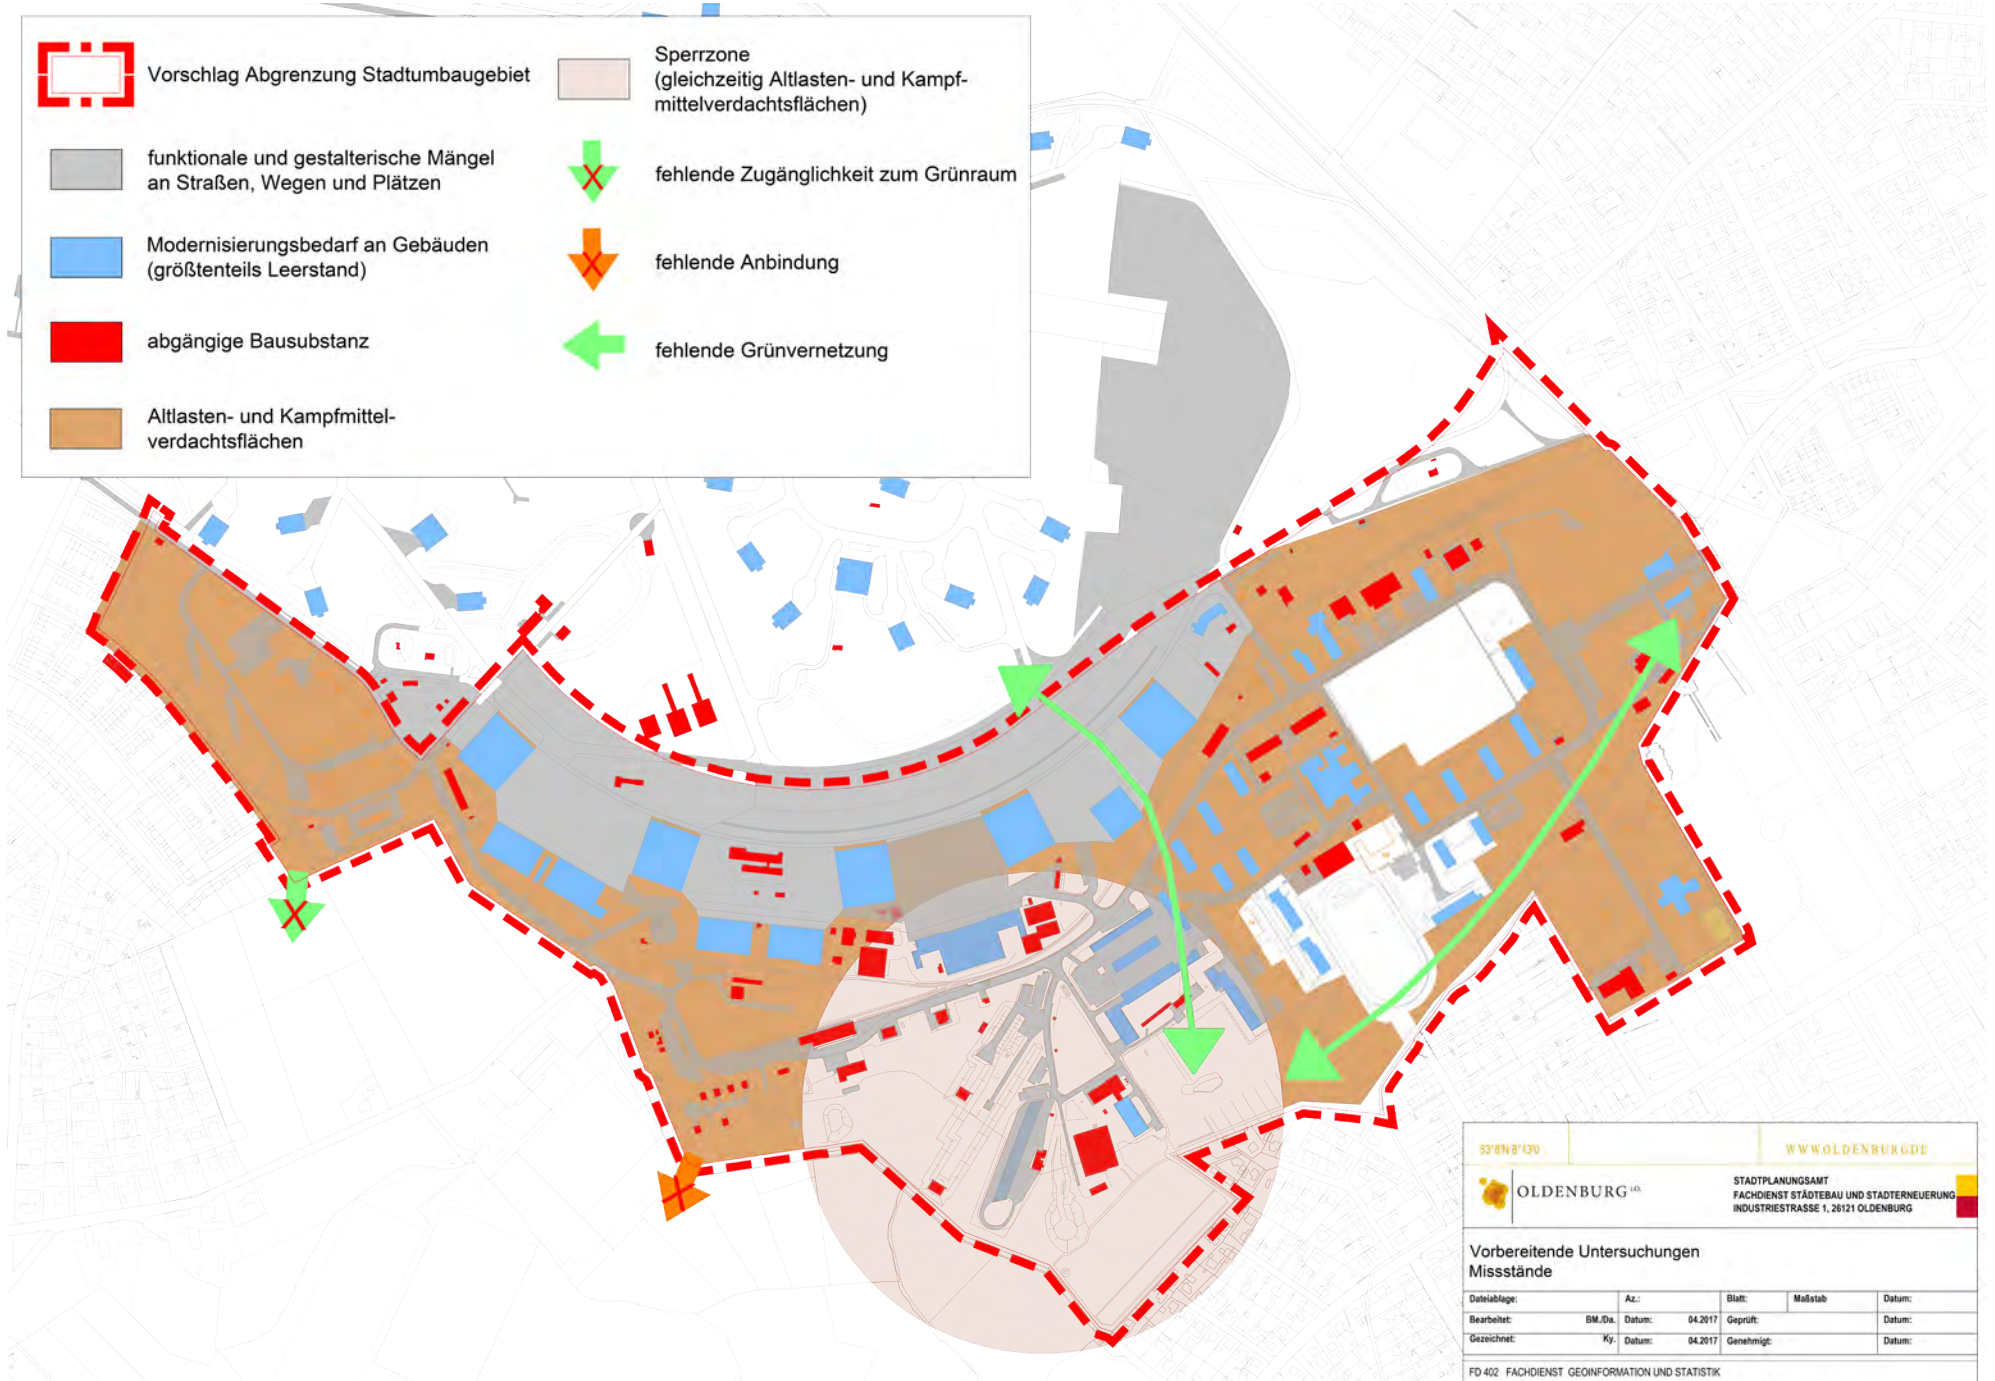 Vorschlag Abgrenzung Stadtumbaugebiet
funktionale und gestalterische Mängel
an Straßen, Wegen und Plätzen
Modernisierungsbedarf an Gebäuden
(größtenteils Leerstand)
abgängige Bausubstanz
Altlasten- und Kampfmittel-
verdachtsflächen
Sperrzone
(gleichzeitig Altlasten- und Kampf-
mittelverdachtsflächen)
fehlende Zugänglichkeit zum Grünraum
fehlende Anbindung
fehlende Grünvernetzung
WWW.OLDENBURG.DE
OLDENBURG i.O.
STADTPLANUNGSAMT
FACHDIENST STÄDTEBAU UND STADTERNEUERUNG
INDUSTRIESTRASSE 1, 26121 OLDENBURG
Vorbereitende Untersuchungen
Missstände
Dateiablage: Az.: Blatt: Maßstab Datum:
Bearbeitet: BM./Da. Datum: 04.2017 Geprüft: Datum:
Gezeichnet: Ky. Datum: 04.2017 Genehmigt: Datum:
FD 402 FACHDIENST GEOINFORMATION UND STATISTIK